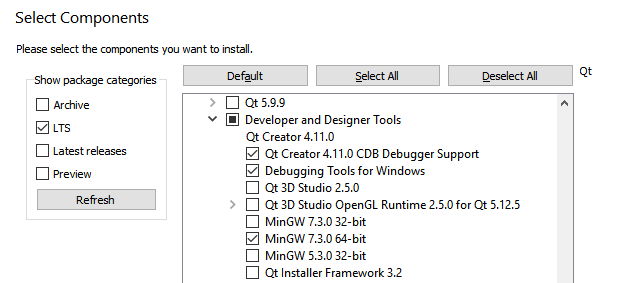 Select Components
Please select the components you want to install.
Show package categories
Archive
LTS
Latest releases
Preview
Refresh
Default
Select All
Deselect All
Qt
Qt 5.9.9
Developer and Designer Tools
Qt Creator 4.11.0
Qt Creator 4.11.0 CDB Debugger Support
Debugging Tools for Windows
Qt 3D Studio 2.5.0
Qt 3D Studio OpenGL Runtime 2.5.0 for Qt 5.12.5
MinGW 7.3.0 32-bit
MinGW 7.3.0 64-bit
MinGW 5.3.0 32-bit
Qt Installer Framework 3.2